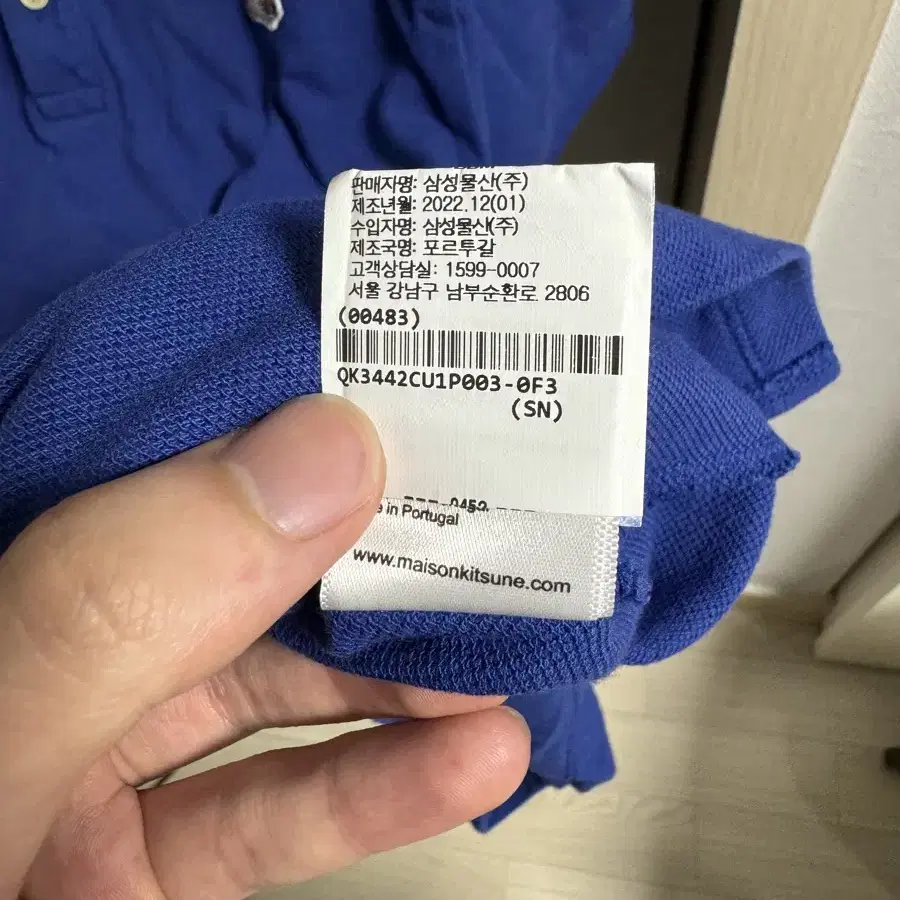 판매자명: 삼성물산(주)
제조년월: 2022.12(01)
수입자명: 삼성물산(주)
제조국명: 포르투갈
고객상담실: 1599-0007
서울 강남구 남부순환로 2806
(00483)
QK3442CU1P003-0F3
(SN)
in Portugal
www.maisonkitsune.com